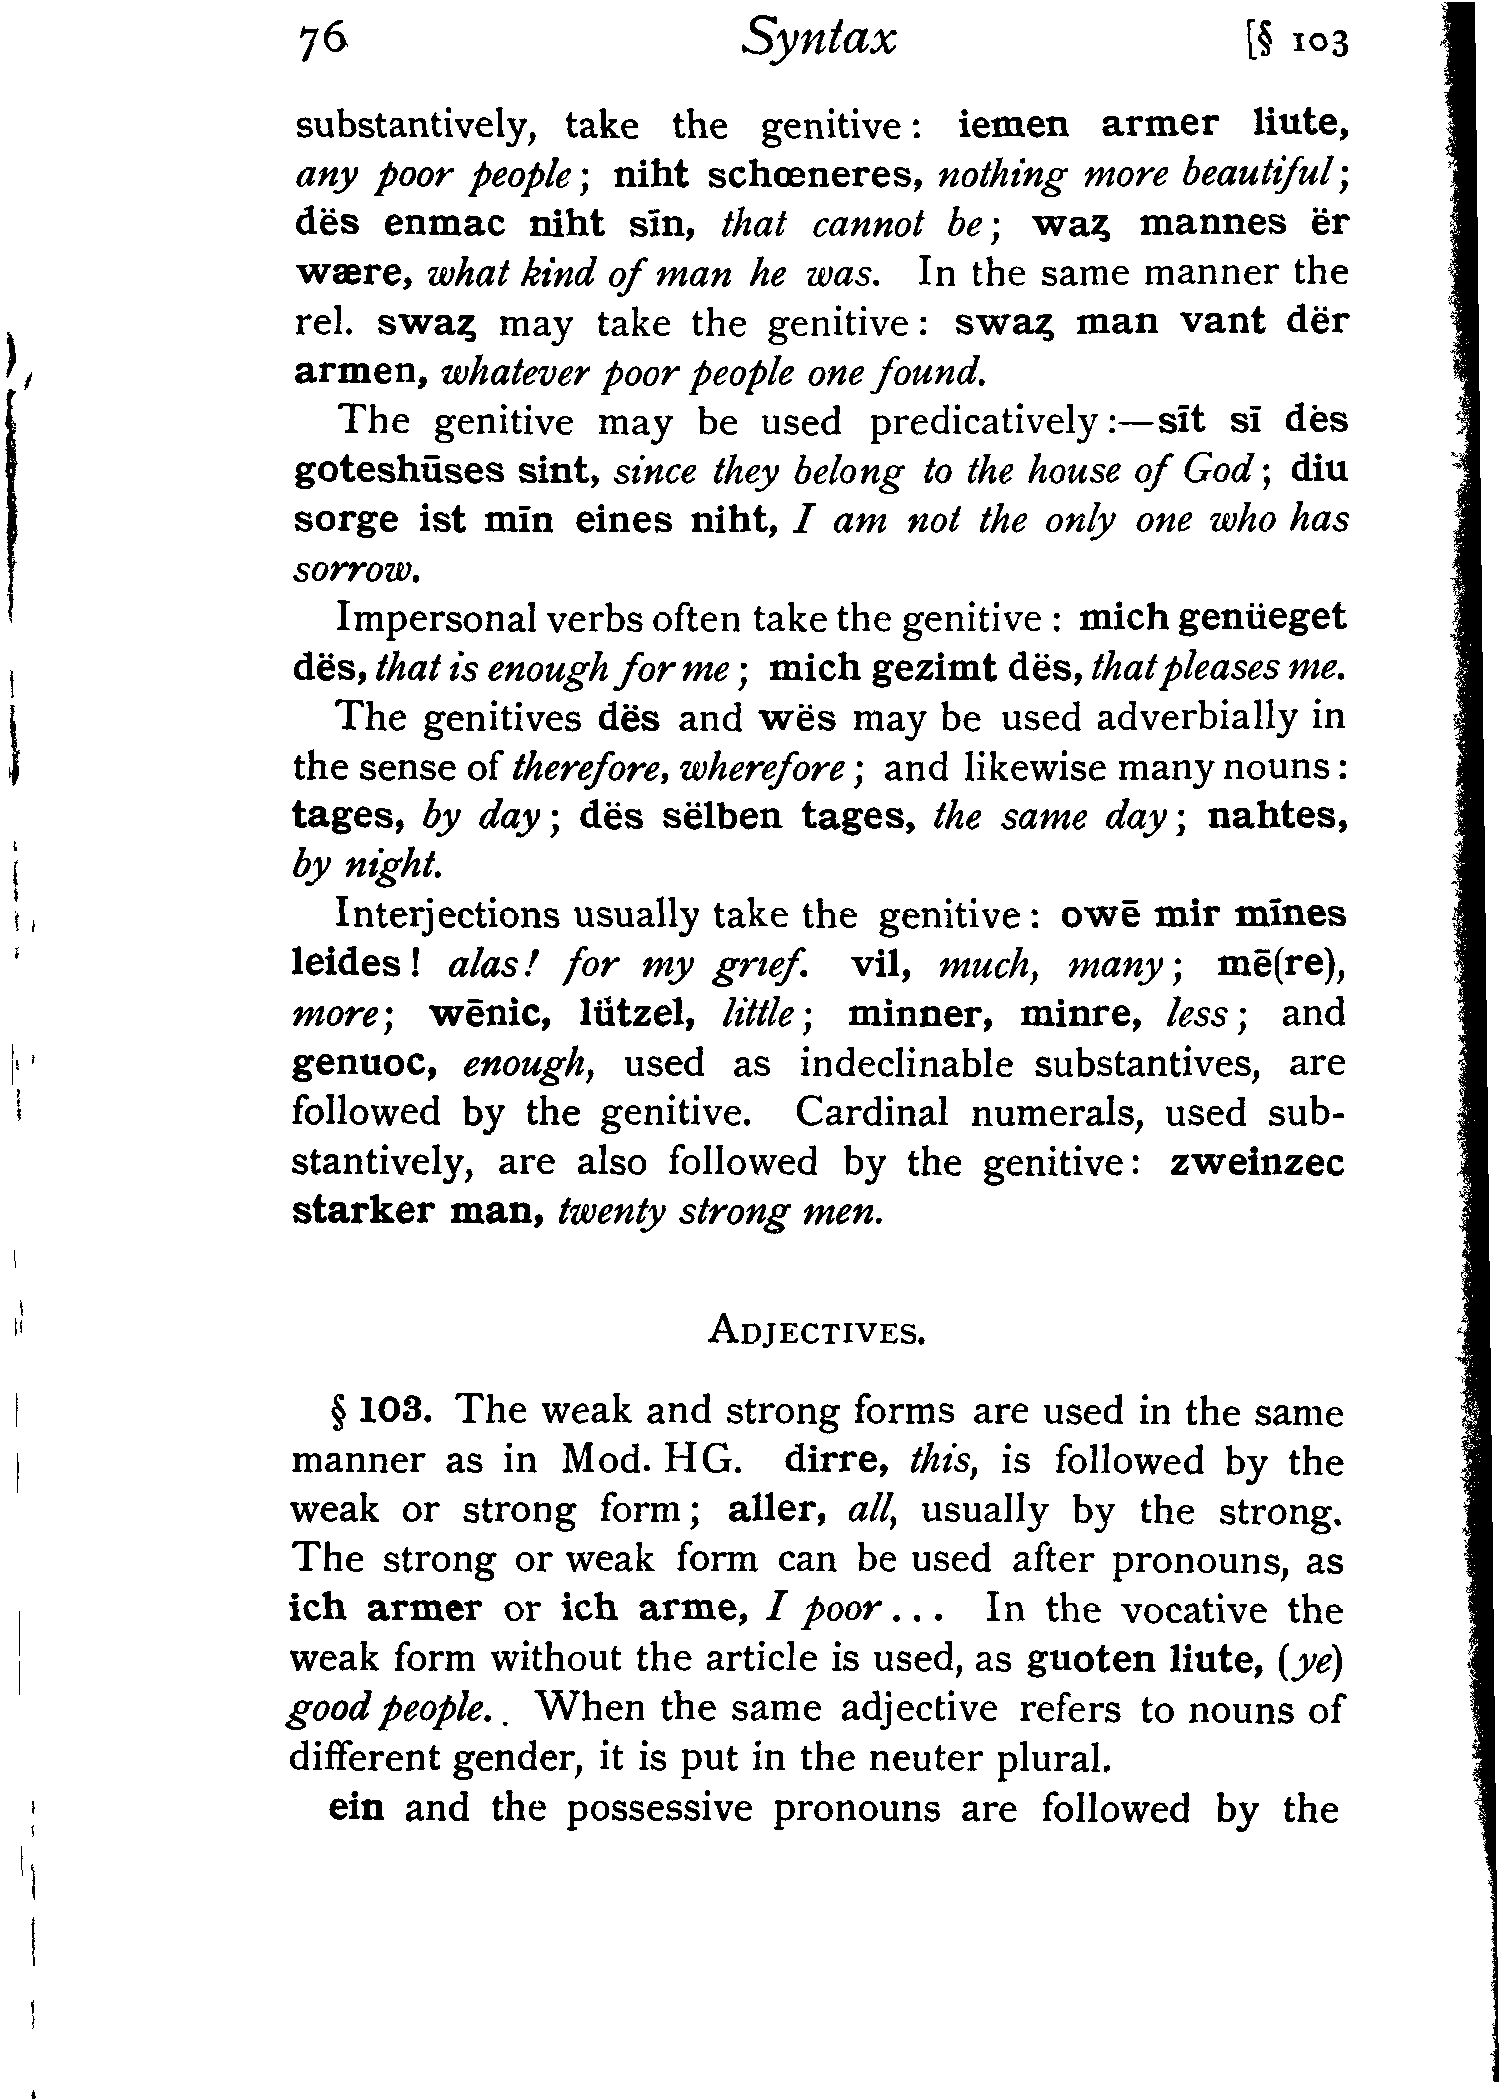 76 Syntax [§ 103
substantively, take the genitive: iemen armer liute,
any poor people; niht schœneres, nothing more beautiful;
dës enmac niht sīn, that cannot be; waȥ mannes ër
wære, what kind of man he was. In the same manner the
rel. swaȥ may take the genitive: swaȥ man vant dër
armen, whatever poor people one found.
The genitive may be used predicatively:—sīt sī dës
goteshūses sint, since they belong to the house of God; diu
sorge ist mīn eines niht, I am not the only one who has
sorrow.
Impersonal verbs often take the genitive: mich genüeget
dës, that is enough for me; mich gezimt dës, that pleases me.
The genitives dës and wës may be used adverbially in
the sense of therefore, wherefore; and likewise many nouns:
tages, by day; dës sëlben tages, the same day; nahtes,
by night.
Interjections usually take the genitive: owē mir mīnes
leides! alas! for my grief. vil, much, many; mē(re),
more; wēnic, lützel, little; minner, minre, less; and
genuoc, enough, used as indeclinable substantives, are
followed by the genitive. Cardinal numerals, used sub-
stantively, are also followed by the genitive: zweinzec
starker man, twenty strong men.
ADJECTIVES.
§ 103. The weak and strong forms are used in the same
manner as in Mod. HG. dirre, this, is followed by the
weak or strong form; aller, all, usually by the strong.
The strong or weak form can be used after pronouns, as
ich armer or ich arme, I poor... In the vocative the
weak form without the article is used, as guoten liute, (ye)
good people. . When the same adjective refers to nouns of
different gender, it is put in the neuter plural.
ein and the possessive pronouns are followed by the